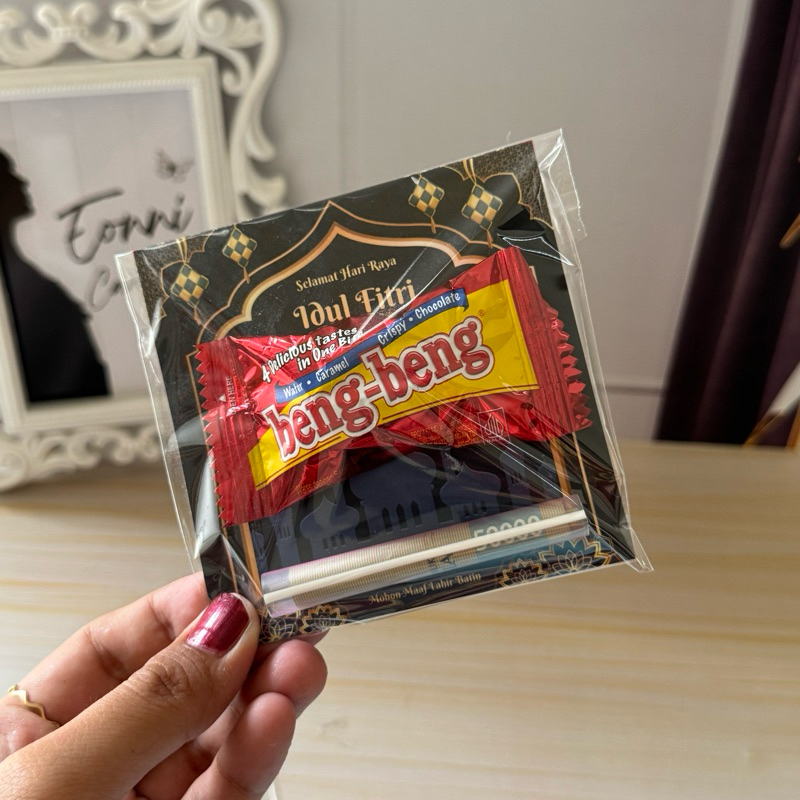 Eonni
Selamat Hari Raya
Idul Fitri
4 Delicious tastes
in One Bite
Wafer • Caramel Crispy • Chocolate
beng-beng
50000
Mohon Maaf Lahir Batin